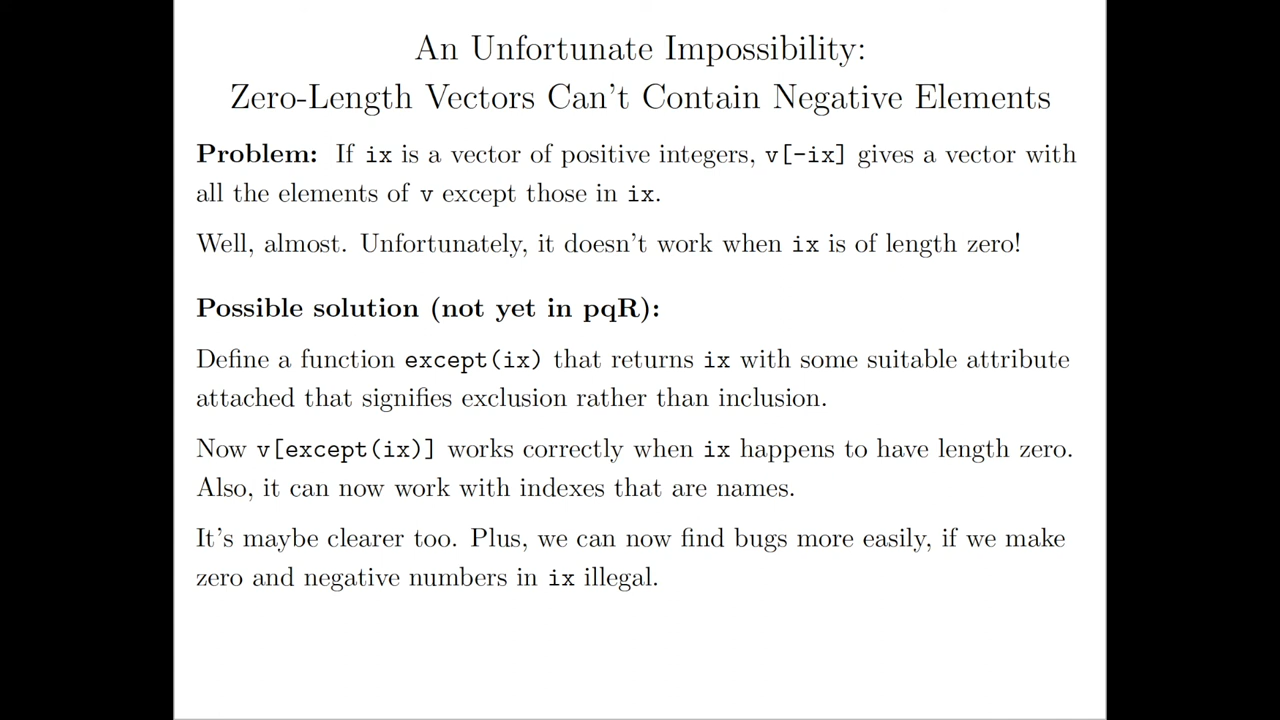 An Unfortunate Impossibility:
Zero-Length Vectors Can't Contain Negative Elements
Problem: If ix is a vector of positive integers, v[-ix] gives a vector with
all the elements of v except those in ix.
Well, almost. Unfortunately, it doesn't work when ix is of length zero!
Possible solution (not yet in pqR):
Define a function except(ix) that returns ix with some suitable attribute
attached that signifies exclusion rather than inclusion.
Now v[except(ix)] works correctly when ix happens to have length zero.
Also, it can now work with indexes that are names.
It's maybe clearer too. Plus, we can now find bugs more easily, if we make
zero and negative numbers in ix illegal.